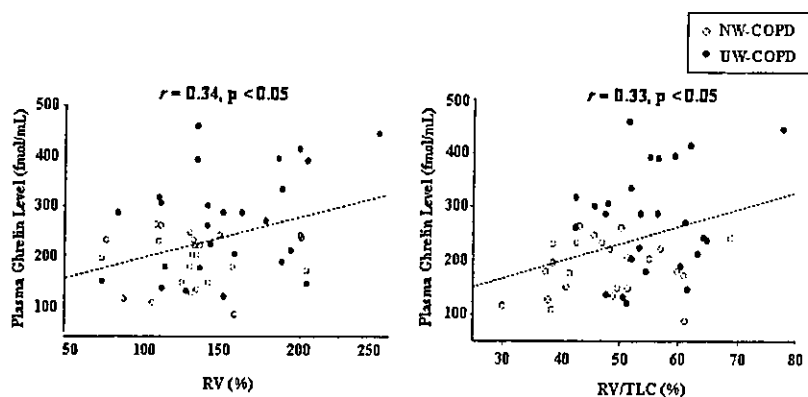 NW-COPD
UW-COPD
r = 0.34, p < 0.05
Plasma Ghrelin Level (fmol/mL)
500
400
300
200
100
50
100
150
200
250
RV (%)
r = 0.33, p < 0.05
Plasma Ghrelin Level (fmol/mL)
500
400
300
200
100
30
40
50
60
70
80
RV/TLC (%)